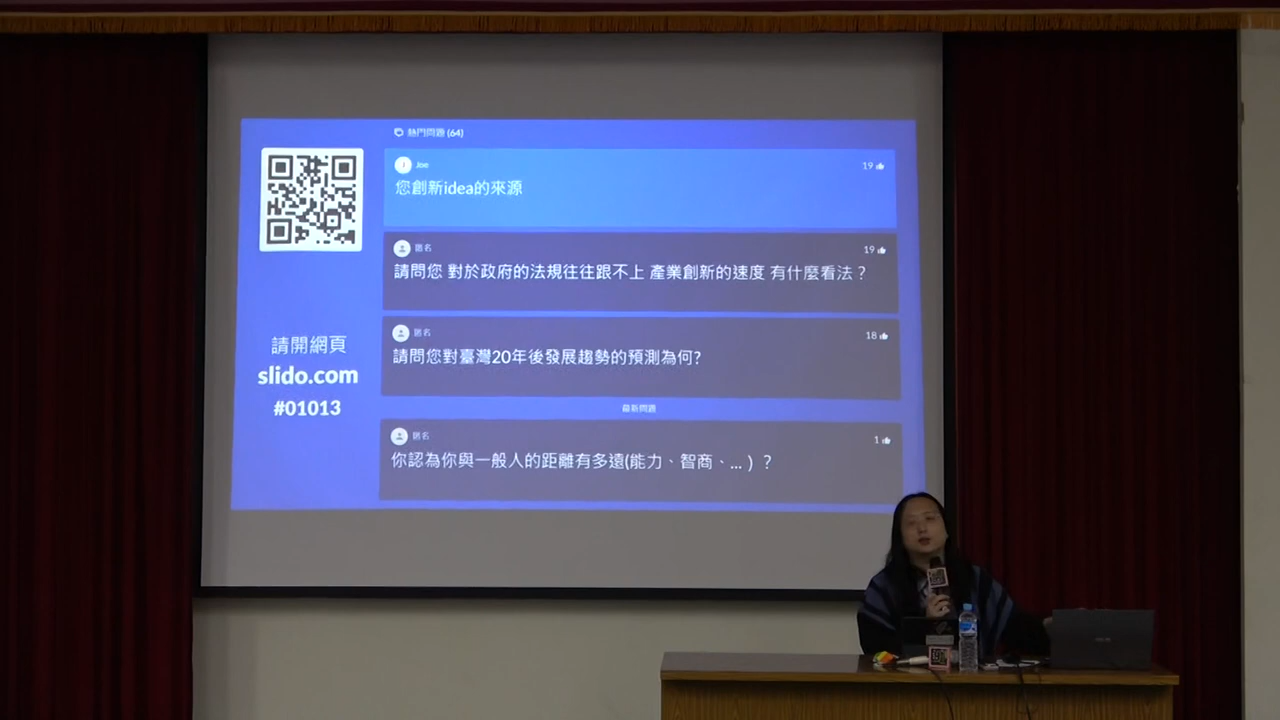 熱門問題 (64)
Joe
19
您創新idea的來源
匿名
19
請問您 對於政府的法規往往跟不上 產業創新的速度 有什麼看法？
匿名
18
請問您對臺灣20年後發展趨勢的預測為何?
最新問題
匿名
1
你認為你與一般人的距離有多遠(能力、智商、... ) ？
請開網頁
slido.com
#01013